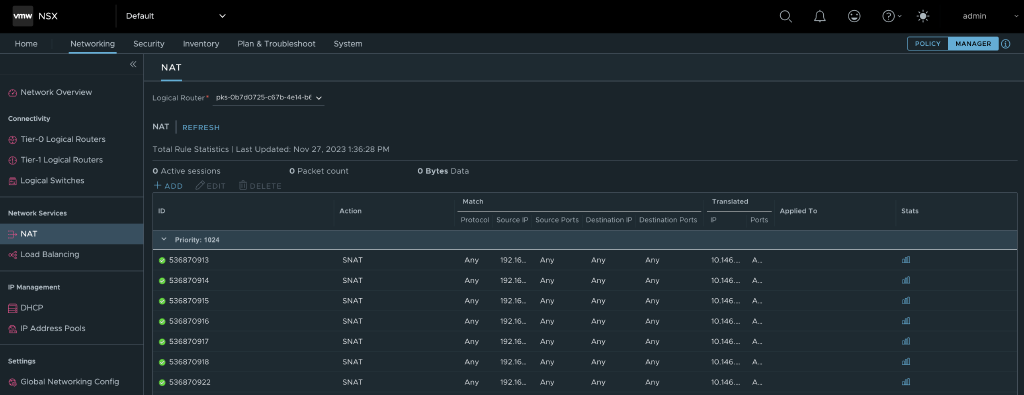 vmw NSX Default admin
Home Networking Security Inventory Plan & Troubleshoot System POLICY MANAGER
NAT
Network Overview
Connectivity
Tier-0 Logical Routers
Tier-1 Logical Routers
Logical Switches
Network Services
NAT
Load Balancing
IP Management
DHCP
IP Address Pools
Settings
Global Networking Config
Logical Router* pks-0b7d0725-c67b-4e14-b6
NAT REFRESH
Total Rule Statistics | Last Updated: Nov 27, 2023 1:36:28 PM
0 Active sessions 0 Packet count 0 Bytes Data
+ ADD EDIT DELETE
ID Action Match Translated Applied To Stats
Protocol Source IP Source Ports Destination IP Destination Ports IP Ports
Priority: 1024
536870913 SNAT Any 192.16... Any Any Any 10.146.... A...
536870914 SNAT Any 192.16... Any Any Any 10.146.... A...
536870915 SNAT Any 192.16... Any Any Any 10.146.... A...
536870916 SNAT Any 192.16... Any Any Any 10.146.... A...
536870917 SNAT Any 192.16... Any Any Any 10.146.... A...
536870918 SNAT Any 192.16... Any Any Any 10.146.... A...
536870922 SNAT Any 192.16... Any Any Any 10.146.... A...